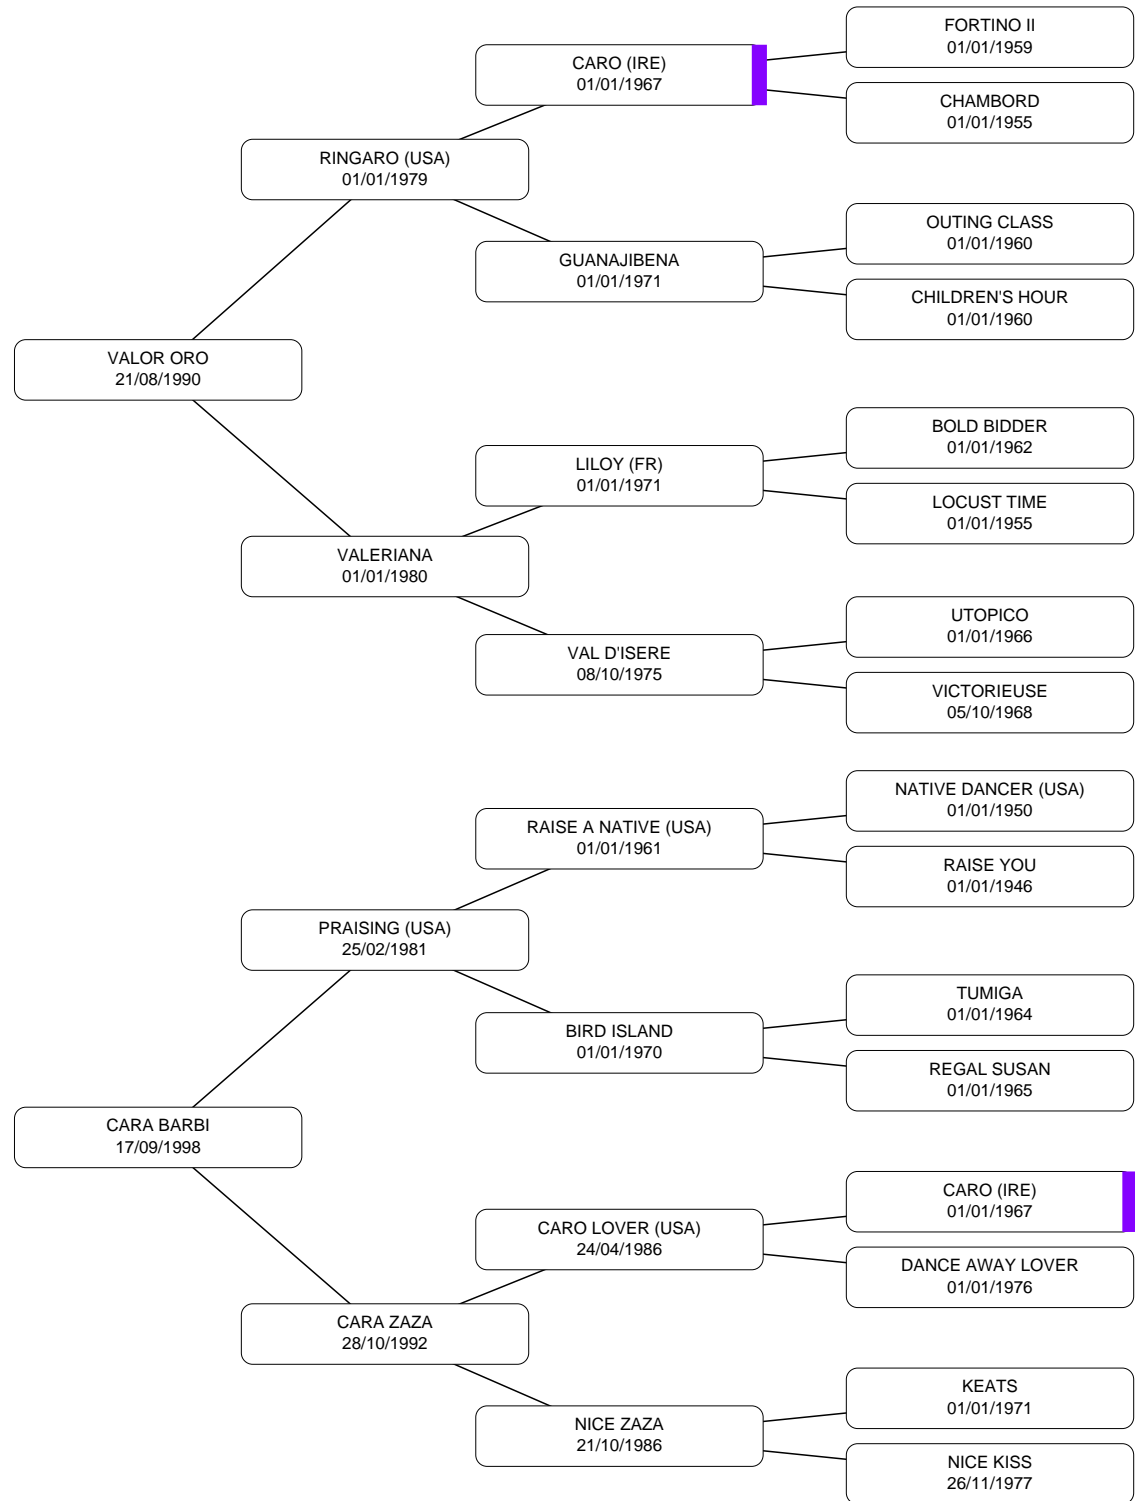 FORTINO II
01/01/1959
CARO (IRE)
01/01/1967
CHAMBORD
01/01/1955
RINGARO (USA)
01/01/1979
OUTING CLASS
01/01/1960
GUANAJIBENA
01/01/1971
CHILDREN'S HOUR
01/01/1960
VALOR ORO
21/08/1990
BOLD BIDDER
01/01/1962
LILOY (FR)
01/01/1971
LOCUST TIME
01/01/1955
VALERIANA
01/01/1980
UTOPICO
01/01/1966
VAL D'ISERE
08/10/1975
VICTORIEUSE
05/10/1968
NATIVE DANCER (USA)
01/01/1950
RAISE A NATIVE (USA)
01/01/1961
RAISE YOU
01/01/1946
PRAISING (USA)
25/02/1981
TUMIGA
01/01/1964
BIRD ISLAND
01/01/1970
REGAL SUSAN
01/01/1965
CARA BARBI
17/09/1998
CARO (IRE)
01/01/1967
CARO LOVER (USA)
24/04/1986
DANCE AWAY LOVER
01/01/1976
CARA ZAZA
28/10/1992
KEATS
01/01/1971
NICE ZAZA
21/10/1986
NICE KISS
26/11/1977